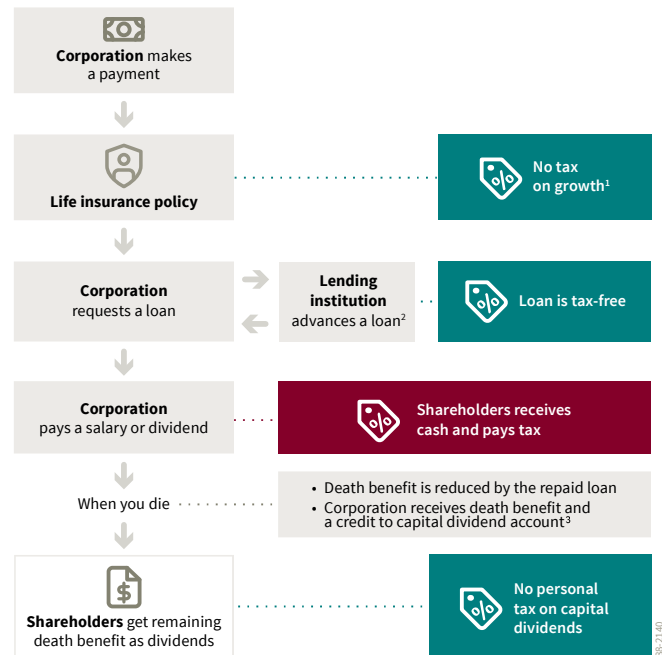 Corporation makes
a payment
Life insurance policy
No tax
on growth¹
Corporation
requests a loan
Lending
institution
advances a loan²
Loan is tax-free
Corporation
pays a salary or dividend
Shareholders receives
cash and pays tax
When you die
• Death benefit is reduced by the repaid loan
• Corporation receives death benefit and
a credit to capital dividend account³
Shareholders get remaining
death benefit as dividends
No personal
tax on capital
dividends